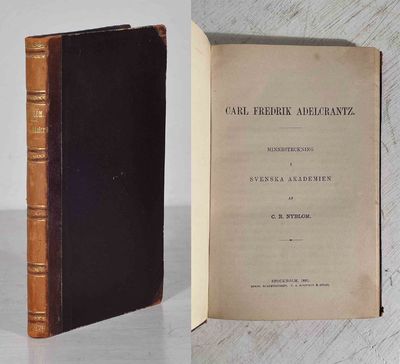 CARL FREDRIK ADELCRANTZ.
MINNESTECKNING
I
SVENSKA AKADEMIEN
AF
C. R. NYBLOM.
STOCKHOLM,